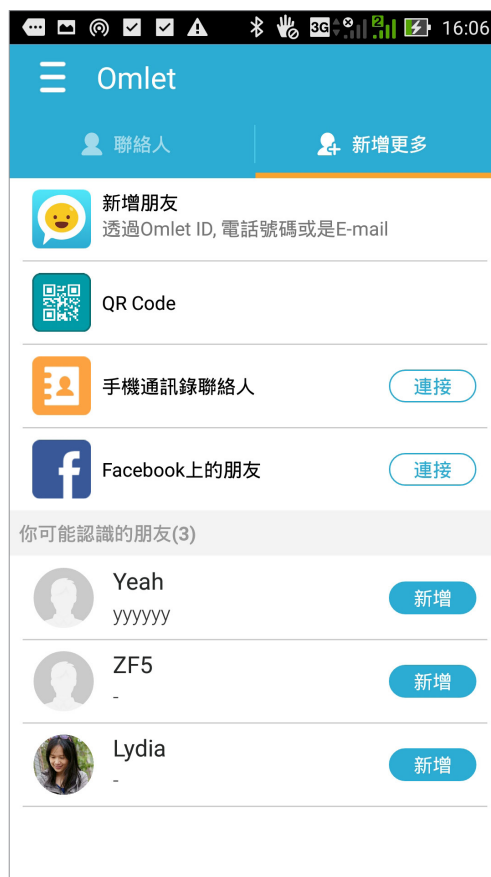 3G 2 16:06
Omlet
聯絡人 新增更多
新增朋友
透過Omlet ID, 電話號碼或是E-mail
QR Code
手機通訊錄聯絡人 連接
Facebook上的朋友 連接
你可能認識的朋友(3)
Yeah
yyyyyy 新增
ZF5
- 新增
Lydia
- 新增